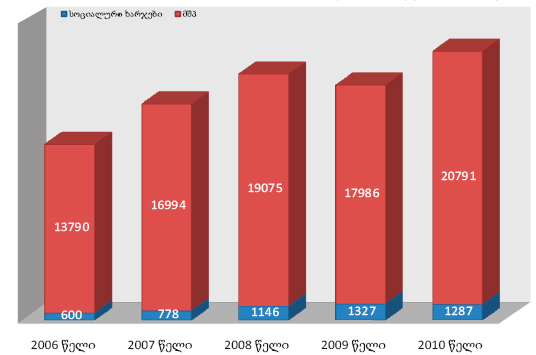 სოციალური ხარჯები მშპ
13790 16994 19075 17986 20791
600 778 1146 1327 1287
2006 წელი 2007 წელი 2008 წელი 2009 წელი 2010 წელი